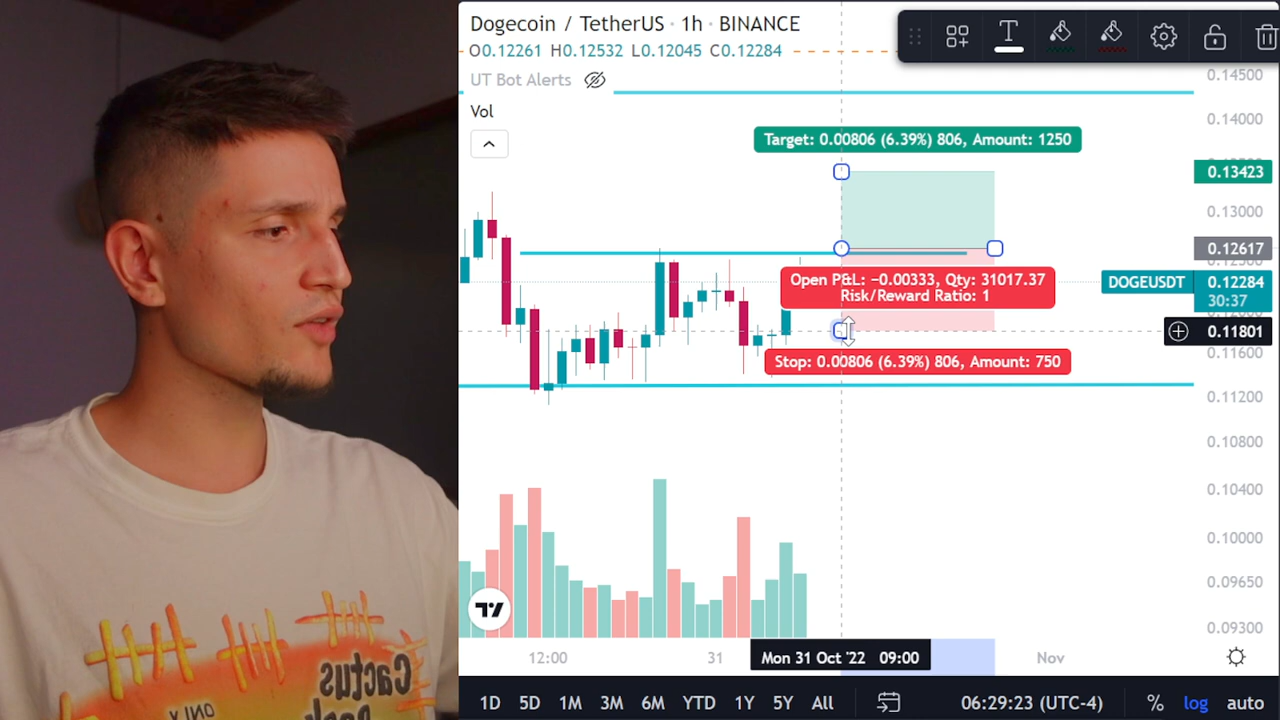 Dogecoin / TetherUS · 1h · BINANCE
O0.12261 H0.12532 L0.12045 C0.12284
UT Bot Alerts
Vol
T
Target: 0.00806 (6.39%) 806, Amount: 1250
Open P&L: −0.00333, Qty: 31017.37
Risk/Reward Ratio: 1
Stop: 0.00806 (6.39%) 806, Amount: 750
0.14500
0.14000
0.13423
0.13000
0.12617
DOGEUSDT 0.12284
30:37
0.11801
0.11600
0.11200
0.10800
0.10400
0.10000
0.09650
0.09300
12:00
31
Mon 31 Oct '22 09:00
Nov
1D 5D 1M 3M 6M YTD 1Y 5Y All
06:29:23 (UTC-4)
% log auto
Cactus
ONLY